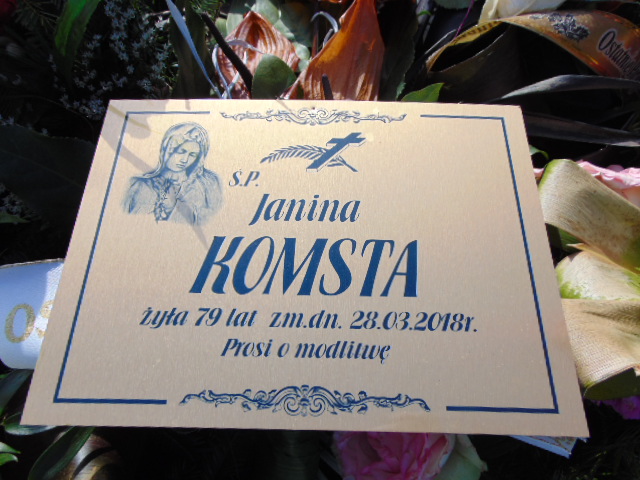 Ś.P.
Janina
KOMSTA
żyła 79 lat zm.dn. 28.03.2018r.
Prosi o modlitwę